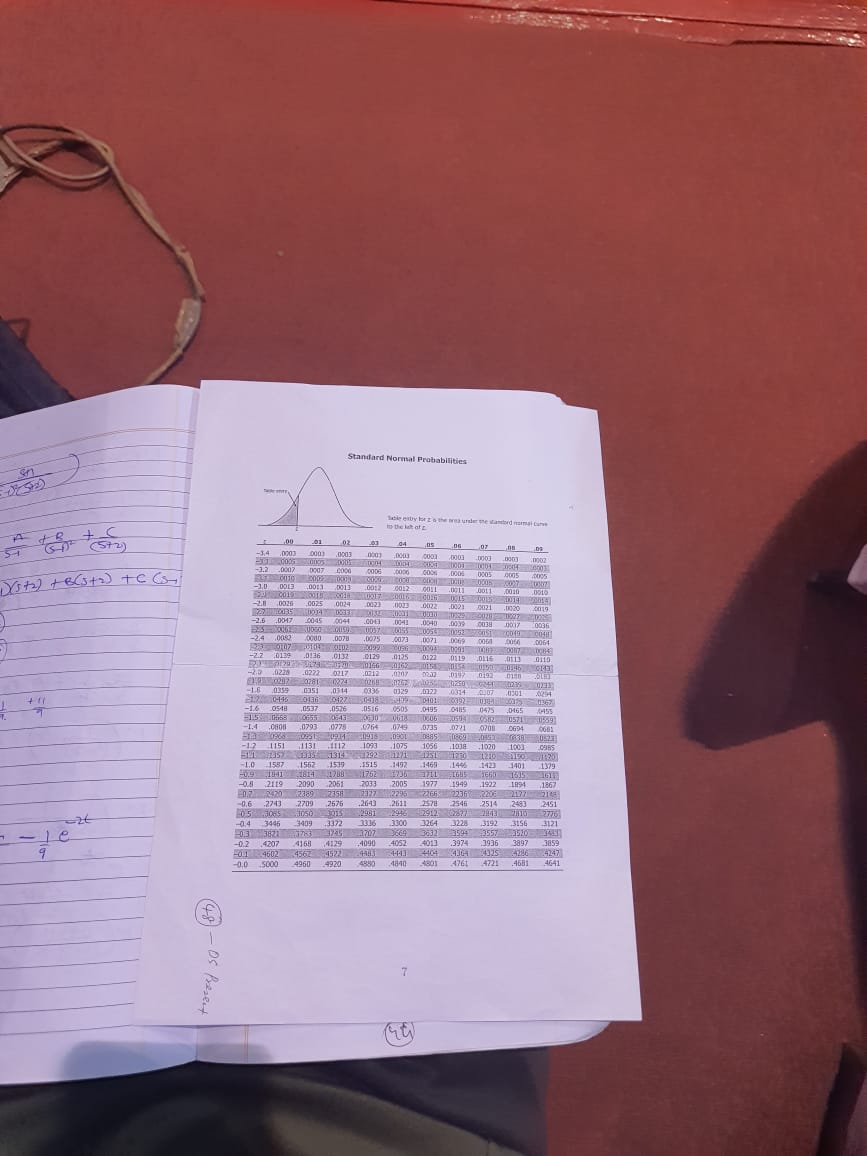 sn
A + B + C
s-1 (s-1)² (s+2)
)(s+2) + B(s+2) + C(s-1
+11
9
- 1 e^-2t
9
Standard Normal Probabilities
Table entry
z
Table entry for z is the area under the standard normal curve
to the left of z.
z .00 .01 .02 .03 .04 .05 .06 .07 .08 .09
-3.4 .0003 .0003 .0003 .0003 .0003 .0003 .0003 .0003 .0003 .0002
-3.3 .0005 .0005 .0005 .0004 .0004 .0004 .0004 .0004 .0004 .0003
-3.2 .0007 .0007 .0006 .0006 .0006 .0006 .0006 .0005 .0005 .0005
.0010 .0009 .0009 .0009 .0008 .0008 .0008 .0008 .0007 .0007
-3.0 .0013 .0013 .0013 .0012 .0012 .0011 .0011 .0011 .0010 .0010
.0019 .0018 .0018 .0017 .0016 .0016 .0015 .0015 .0014 .0014
-2.8 .0026 .0025 .0024 .0023 .0023 .0022 .0021 .0021 .0020 .0019
-2.7 .0035 .0034 .0033 .0032 .0031 .0030 .0029 .0028 .0027 .0026
-2.6 .0047 .0045 .0044 .0043 .0041 .0040 .0039 .0038 .0037 .0036
-2.5 .0062 .0060 .0059 .0057 .0055 .0054 .0052 .0051 .0049 .0048
-2.4 .0082 .0080 .0078 .0075 .0073 .0071 .0069 .0068 .0066 .0064
-2.3 .0107 .0104 .0102 .0099 .0096 .0094 .0091 .0089 .0087 .0084
-2.2 .0139 .0136 .0132 .0129 .0125 .0122 .0119 .0116 .0113 .0110
-2.1 .0179 .0174 .0170 .0166 .0162 .0158 .0154 .0150 .0146 .0143
-2.0 .0228 .0222 .0217 .0212 .0207 .0202 .0197 .0192 .0188 .0183
-1.9 .0287 .0281 .0274 .0268 .0262 .0256 .0250 .0244 .0239 .0233
-1.8 .0359 .0351 .0344 .0336 .0329 .0322 .0314 .0307 .0301 .0294
-1.7 .0446 .0436 .0427 .0418 .0409 .0401 .0392 .0384 .0375 .0367
-1.6 .0548 .0537 .0526 .0516 .0505 .0495 .0485 .0475 .0465 .0455
-1.5 .0668 .0655 .0643 .0630 .0618 .0606 .0594 .0582 .0571 .0559
-1.4 .0808 .0793 .0778 .0764 .0749 .0735 .0721 .0708 .0694 .0681
-1.3 .0968 .0951 .0934 .0918 .0901 .0885 .0869 .0853 .0838 .0823
-1.2 .1151 .1131 .1112 .1093 .1075 .1056 .1038 .1020 .1003 .0985
-1.1 .1357 .1335 .1314 .1292 .1271 .1251 .1230 .1210 .1190 .1170
-1.0 .1587 .1562 .1539 .1515 .1492 .1469 .1446 .1423 .1401 .1379
-0.9 .1841 .1814 .1788 .1762 .1736 .1711 .1685 .1660 .1635 .1611
-0.8 .2119 .2090 .2061 .2033 .2005 .1977 .1949 .1922 .1894 .1867
-0.7 .2420 .2389 .2358 .2327 .2296 .2266 .2236 .2206 .2177 .2148
-0.6 .2743 .2709 .2676 .2643 .2611 .2578 .2546 .2514 .2483 .2451
-0.5 .3085 .3050 .3015 .2981 .2946 .2912 .2877 .2843 .2810 .2776
-0.4 .3446 .3409 .3372 .3336 .3300 .3264 .3228 .3192 .3156 .3121
-0.3 .3821 .3783 .3745 .3707 .3669 .3632 .3594 .3557 .3520 .3483
-0.2 .4207 .4168 .4129 .4090 .4052 .4013 .3974 .3936 .3897 .3859
-0.1 .4602 .4562 .4522 .4483 .4443 .4404 .4364 .4325 .4286 .4247
-0.0 .5000 .4960 .4920 .4880 .4840 .4801 .4761 .4721 .4681 .4641
48 - 05 Present
7